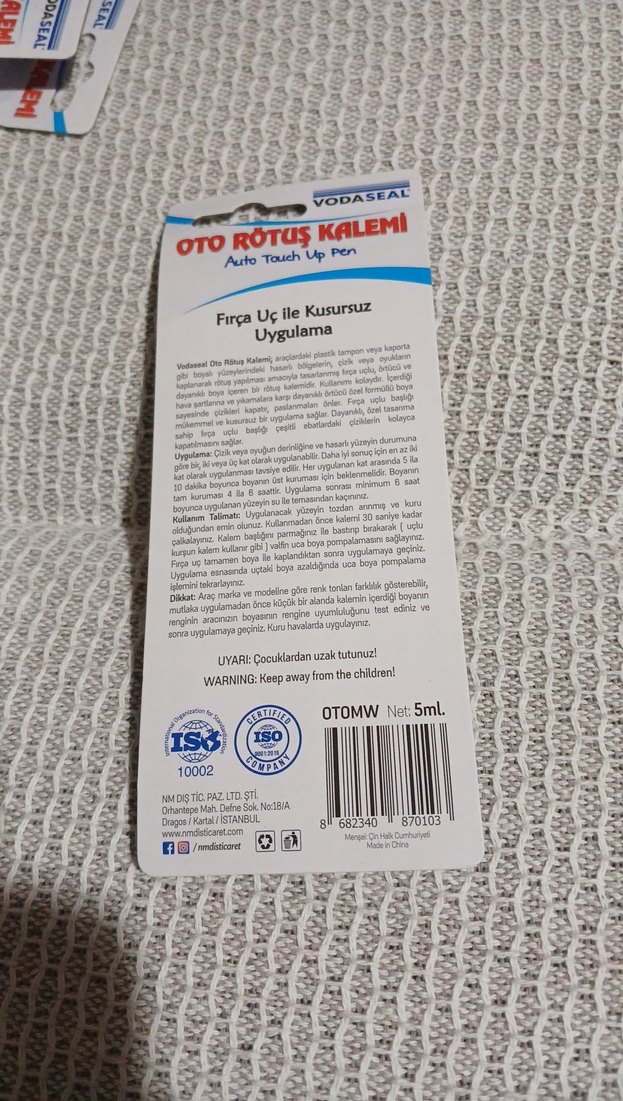 ODASEAL
SEAL
KALEMİ
VODASEAL
OTO RÖTUŞ KALEMİ
Auto Touch Up Pen
Fırça Uç ile Kusursuz
Uygulama
Vodaseal Oto Rötuş Kalemi; araçlardaki plastik tampon veya kaporta
gibi boyalı yüzeylerindeki hasarlı bölgelerin, çizik veya oyukların
kaplanarak rötuş yapılması amacıyla tasarlanmış fırça uçlu, örtücü ve
dayanıklı boya içeren bir rötuş kalemidir. Kullanımı kolaydır. İçerdiği
hava şartlarına ve yıkamalara karşı dayanıklı örtücü özel formüllü boya
sayesinde çizikleri kapatır, paslanmaları önler. Fırça uçlu başlığı
mükemmel ve kusursuz bir uygulama sağlar. Dayanıklı, özel tasarıma
sahip fırça uçlu başlığı çeşitli ebatlardaki çiziklerin kolayca
kapatılmasını sağlar.
Uygulama: Çizik veya oyuğun derinliğine ve hasarlı yüzeyin durumuna
göre bir, iki veya üç kat olarak uygulanabilir. Daha iyi sonuç için en az iki
kat olarak uygulanması tavsiye edilir. Her uygulanan kat arasında 5 ila
10 dakika boyunca boyanın üst kuruması için beklenmelidir. Boyanın
tam kuruması 4 ila 6 saattir. Uygulama sonrası minimum 6 saat
boyunca uygulanan yüzeyin su ile temasından kaçınınız.
Kullanım Talimatı: Uygulanacak yüzeyin tozdan arınmış ve kuru
olduğundan emin olunuz. Kullanmadan önce kalemi 30 saniye kadar
çalkalayınız. Kalem başlığını parmağınız ile bastırıp bırakarak ( uçlu
kurşun kalem kullanır gibi ) valfin uca boya pompalamasını sağlayınız.
Fırça uç tamamen boya ile kaplandıktan sonra uygulamaya geçiniz.
Uygulama esnasında uçtaki boya azaldığında uca boya pompalama
işlemini tekrarlayınız.
Dikkat: Araç marka ve modeline göre renk tonları farklılık gösterebilir,
mutlaka uygulamadan önce küçük bir alanda kalemin içerdiği boyanın
renginin aracınızın boyasının rengine uyumluluğunu test ediniz ve
sonra uygulamaya geçiniz. Kuru havalarda uygulayınız.
UYARI: Çocuklardan uzak tutunuz!
WARNING: Keep away from the children!
International Organization for Standardization
ISO
10002
CERTIFIED
ISO
9001:2015
COMPANY
OTOMW Net: 5ml.
8 682340 870103
Menşei: Çin Halk Cumhuriyeti
Made in China
NM DIŞ TİC. PAZ. LTD. ŞTİ.
Orhantepe Mah. Defne Sok. No:18/A
Dragos / Kartal / İSTANBUL
www.nmdisticaret.com
/ nmdisticaret